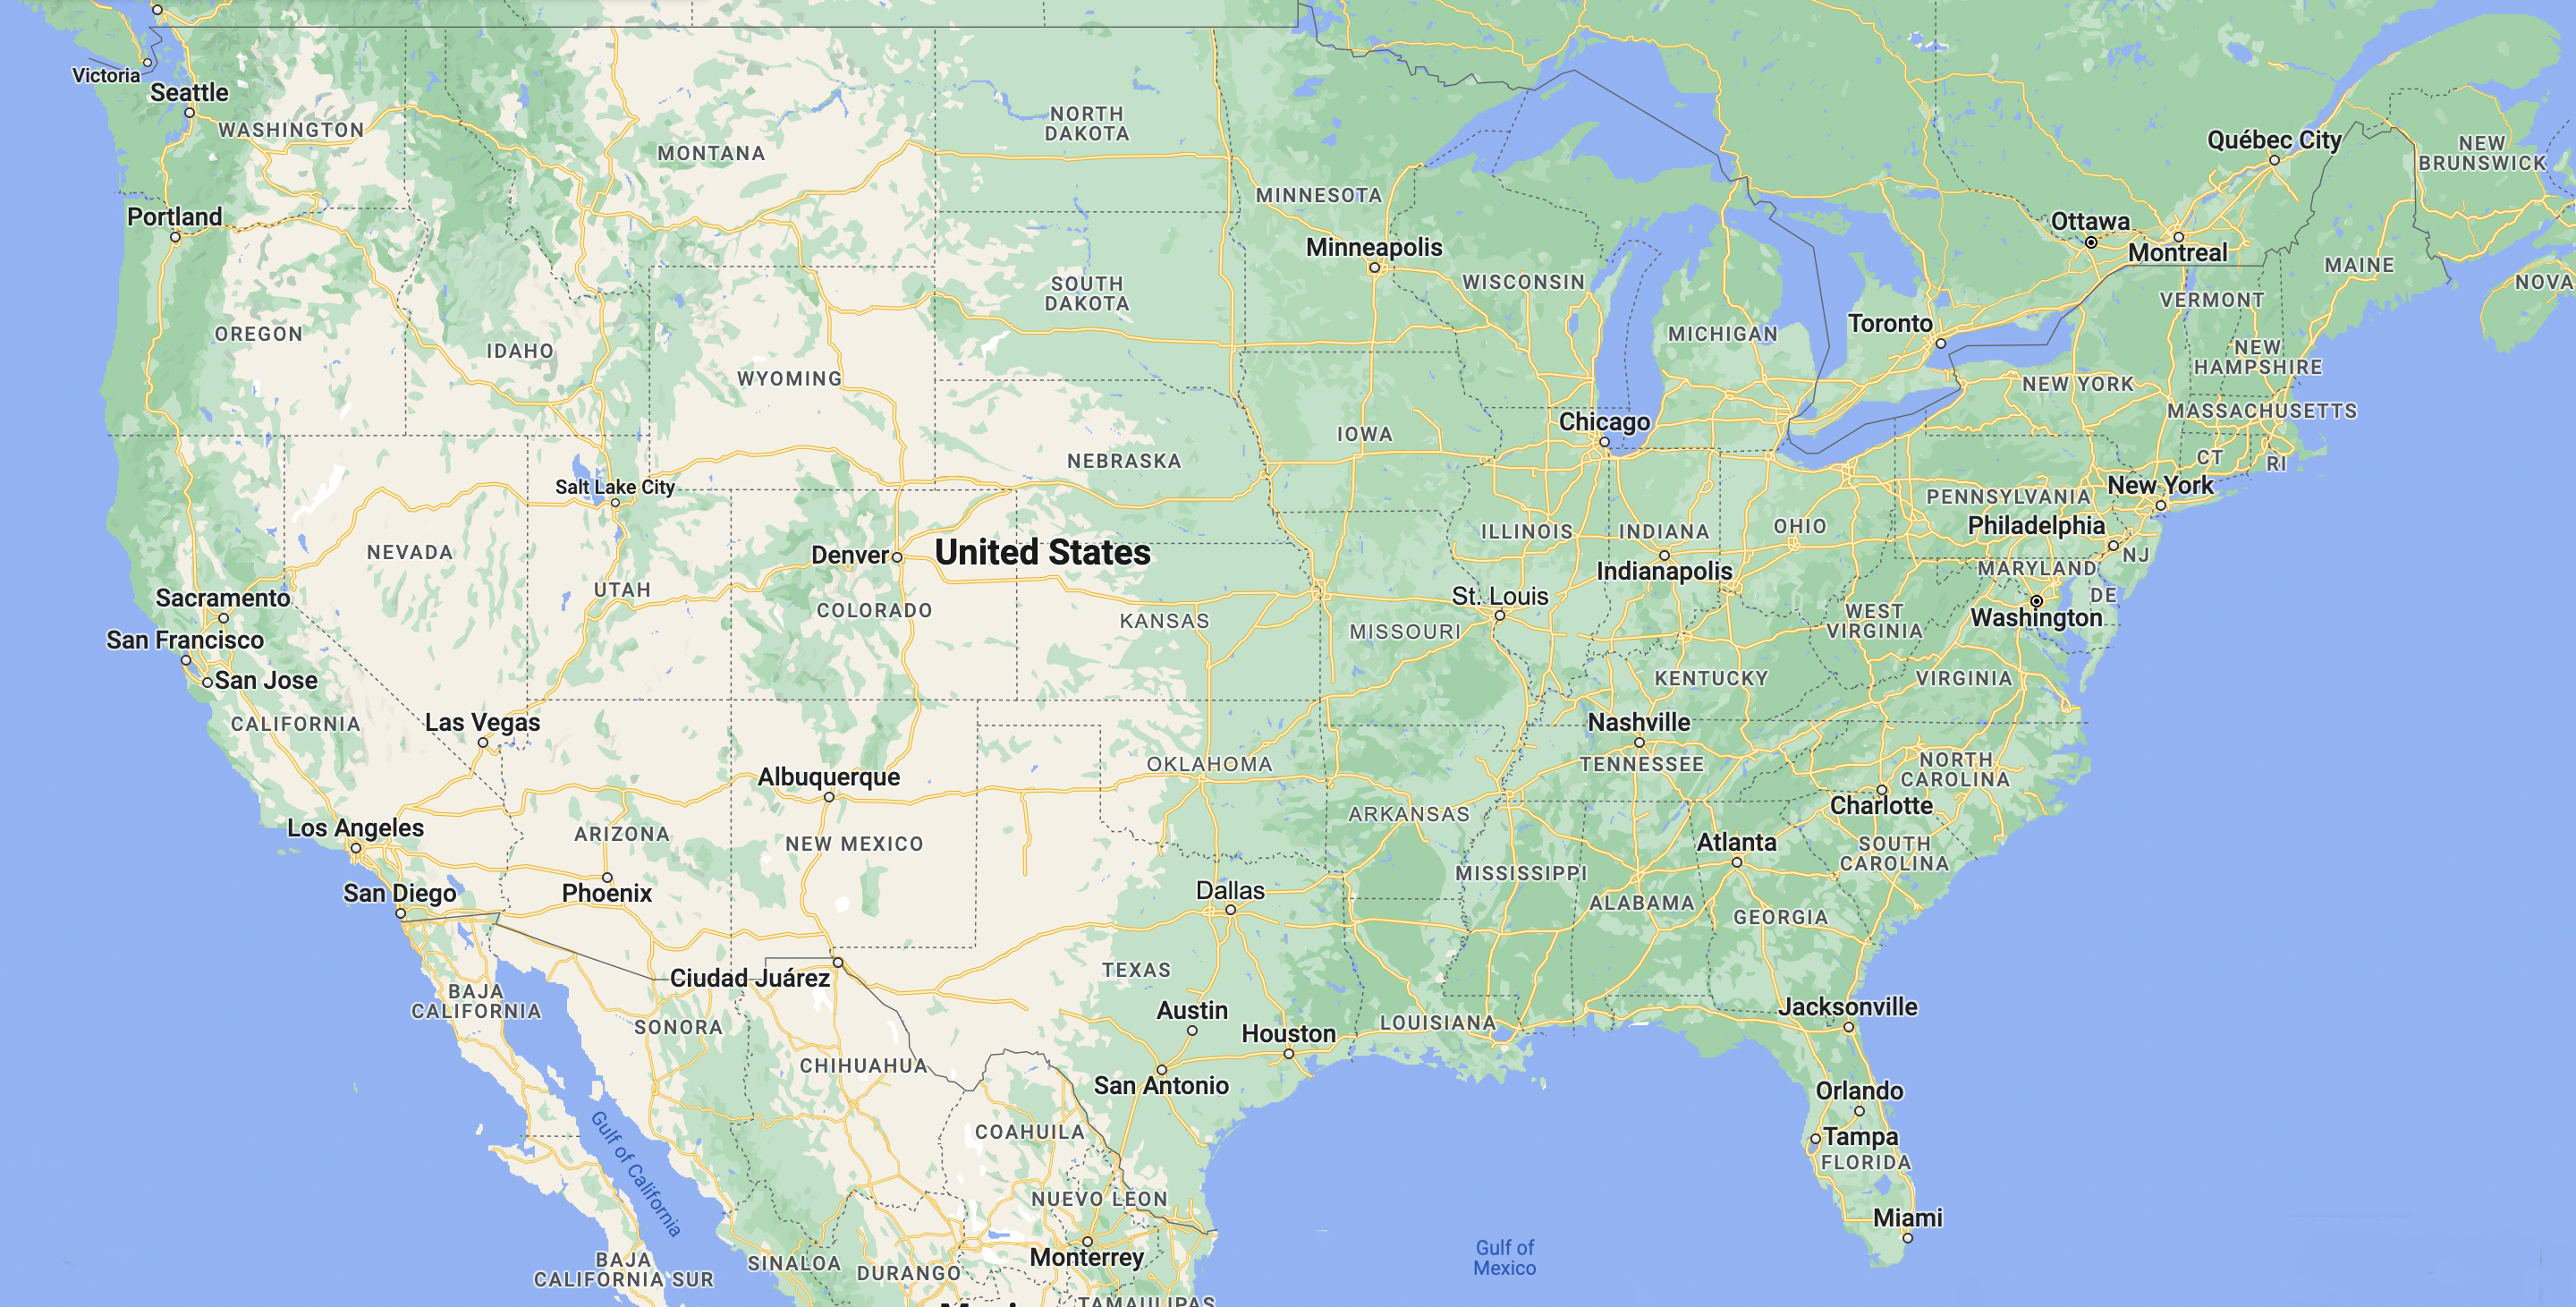 Victoria
Seattle
WASHINGTON
MONTANA
NORTH
DAKOTA
MINNESOTA
Québec City
NEW
BRUNSWICK
Portland
Minneapolis
Ottawa
Montreal
MAINE
NOVA
OREGON
IDAHO
WYOMING
SOUTH
DAKOTA
WISCONSIN
MICHIGAN
Toronto
VERMONT
NEW
HAMPSHIRE
NEW YORK
MASSACHUSETTS
CT
RI
Chicago
IOWA
NEBRASKA
Salt Lake City
NEVADA
UTAH
Denver
COLORADO
United States
KANSAS
MISSOURI
St. Louis
ILLINOIS
INDIANA
Indianapolis
OHIO
PENNSYLVANIA
New York
Philadelphia
NJ
MARYLAND
DE
Washington
WEST
VIRGINIA
VIRGINIA
KENTUCKY
Sacramento
San Francisco
San Jose
CALIFORNIA
Las Vegas
Los Angeles
San Diego
ARIZONA
Phoenix
Albuquerque
NEW MEXICO
OKLAHOMA
ARKANSAS
Nashville
TENNESSEE
NORTH
CAROLINA
Charlotte
SOUTH
CAROLINA
Atlanta
GEORGIA
ALABAMA
MISSISSIPPI
Dallas
TEXAS
Austin
Houston
San Antonio
LOUISIANA
Jacksonville
Orlando
Tampa
FLORIDA
Miami
Ciudad Juárez
BAJA
CALIFORNIA
SONORA
CHIHUAHUA
COAHUILA
NUEVO LEON
Monterrey
Gulf of California
BAJA
CALIFORNIA SUR
SINALOA
DURANGO
TAMAULIPAS
Gulf of
Mexico